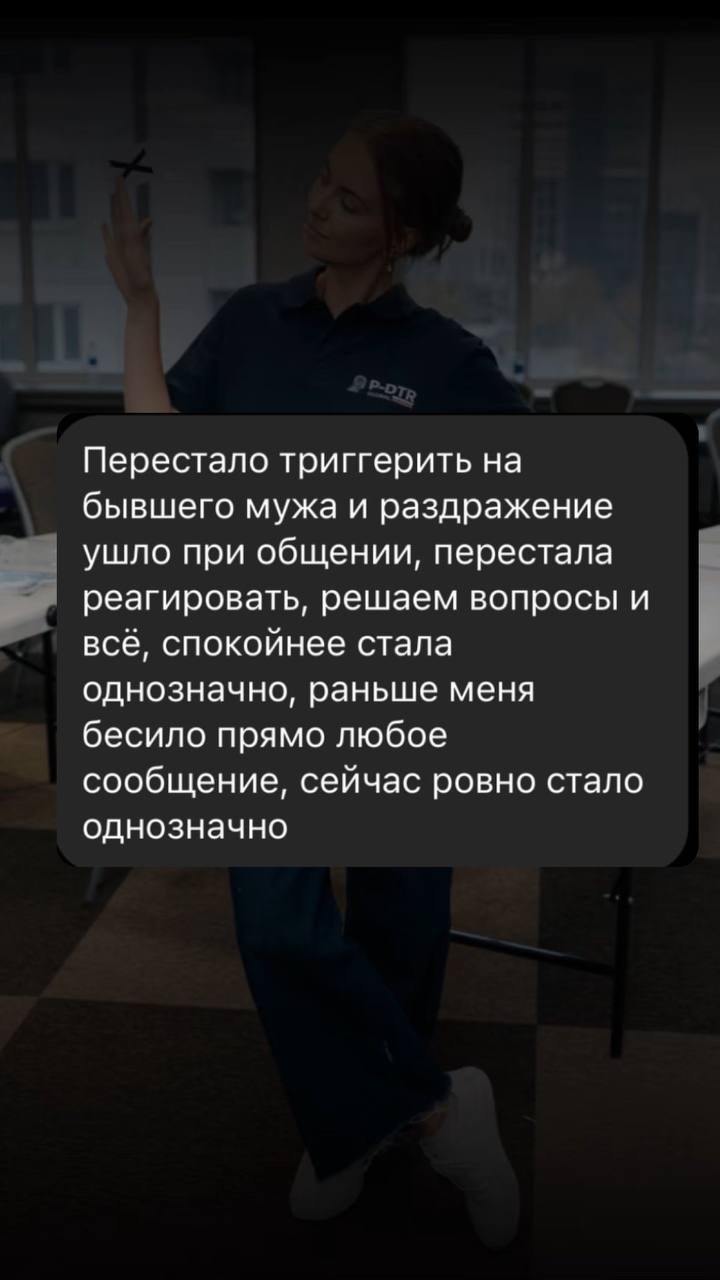 P-DTR
Перестало триггерить на
бывшего мужа и раздражение
ушло при общении, перестала
реагировать, решаем вопросы и
всё, спокойнее стала
однозначно, раньше меня
бесило прямо любое
сообщение, сейчас ровно стало
однозначно